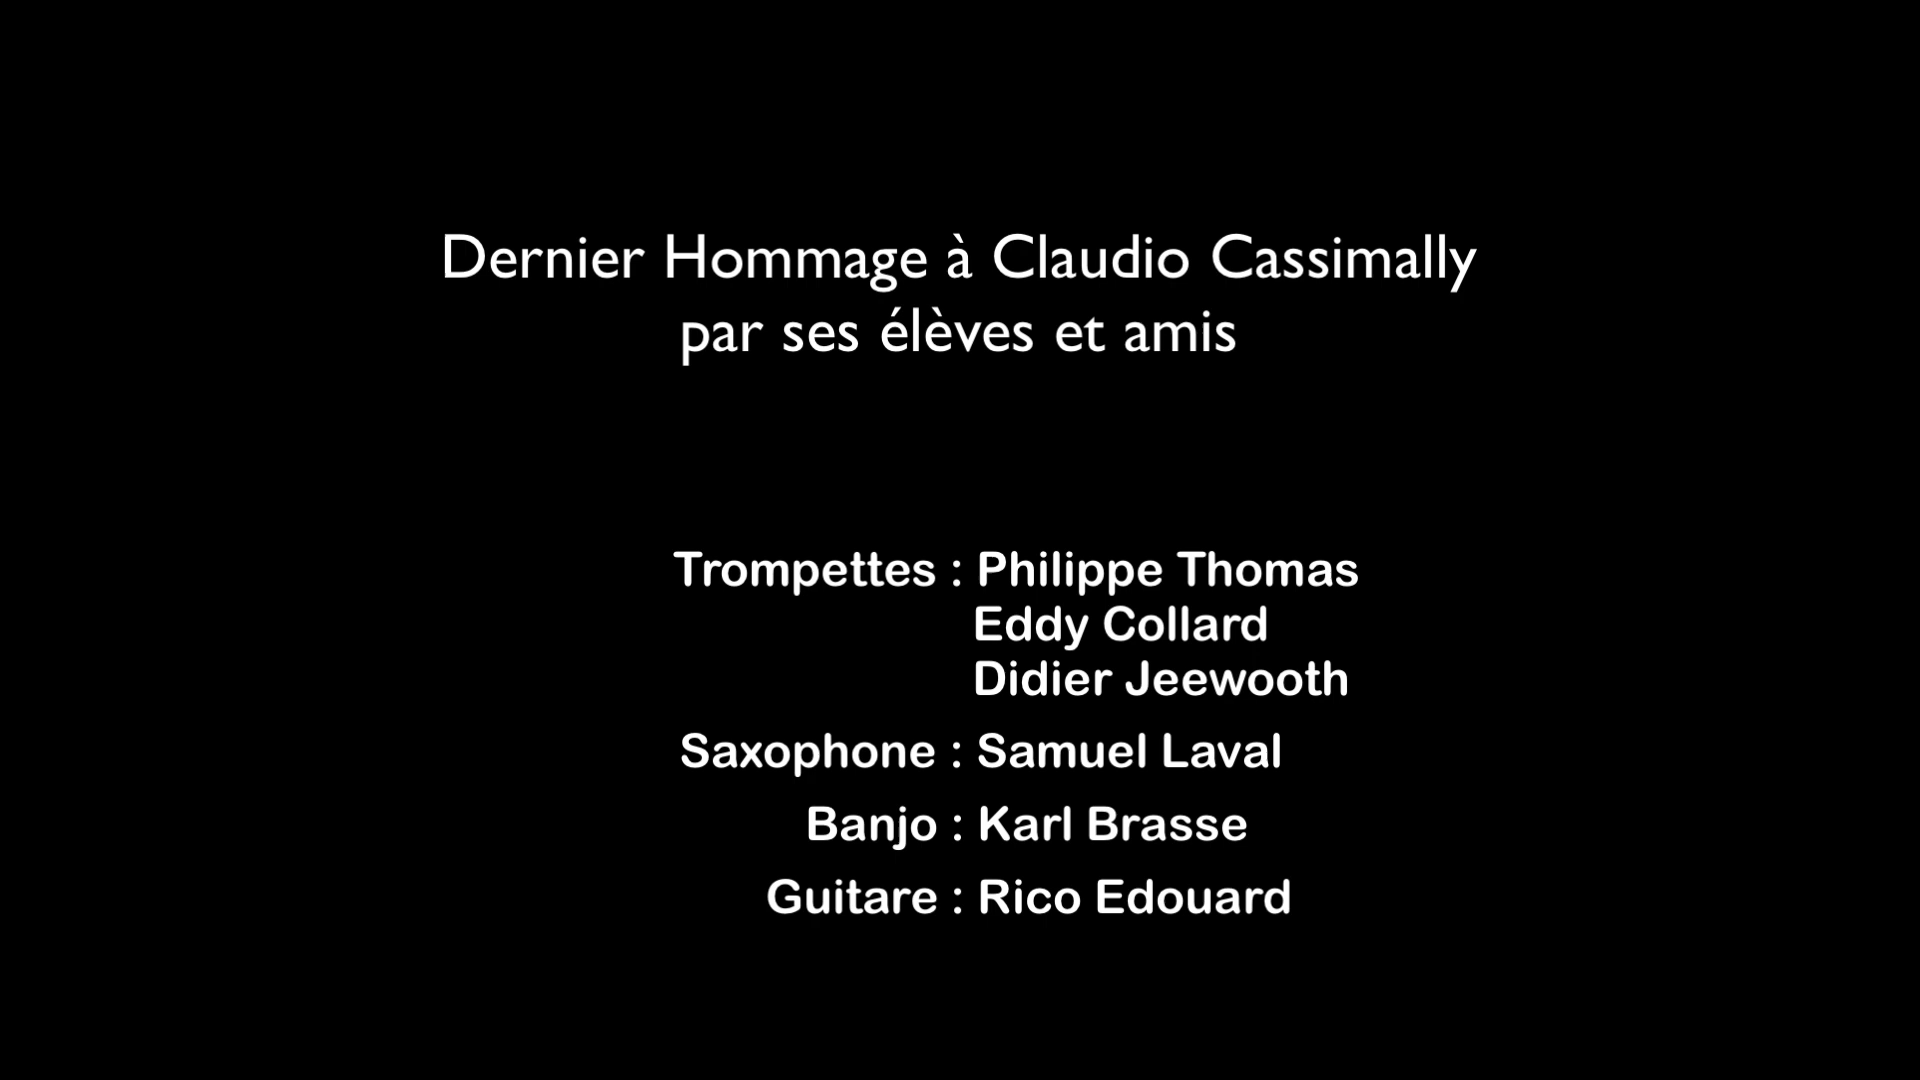 Dernier Hommage à Claudio Cassimally
par ses élèves et amis
Trompettes : Philippe Thomas
Eddy Collard
Didier Jeewooth
Saxophone : Samuel Laval
Banjo : Karl Brasse
Guitare : Rico Edouard